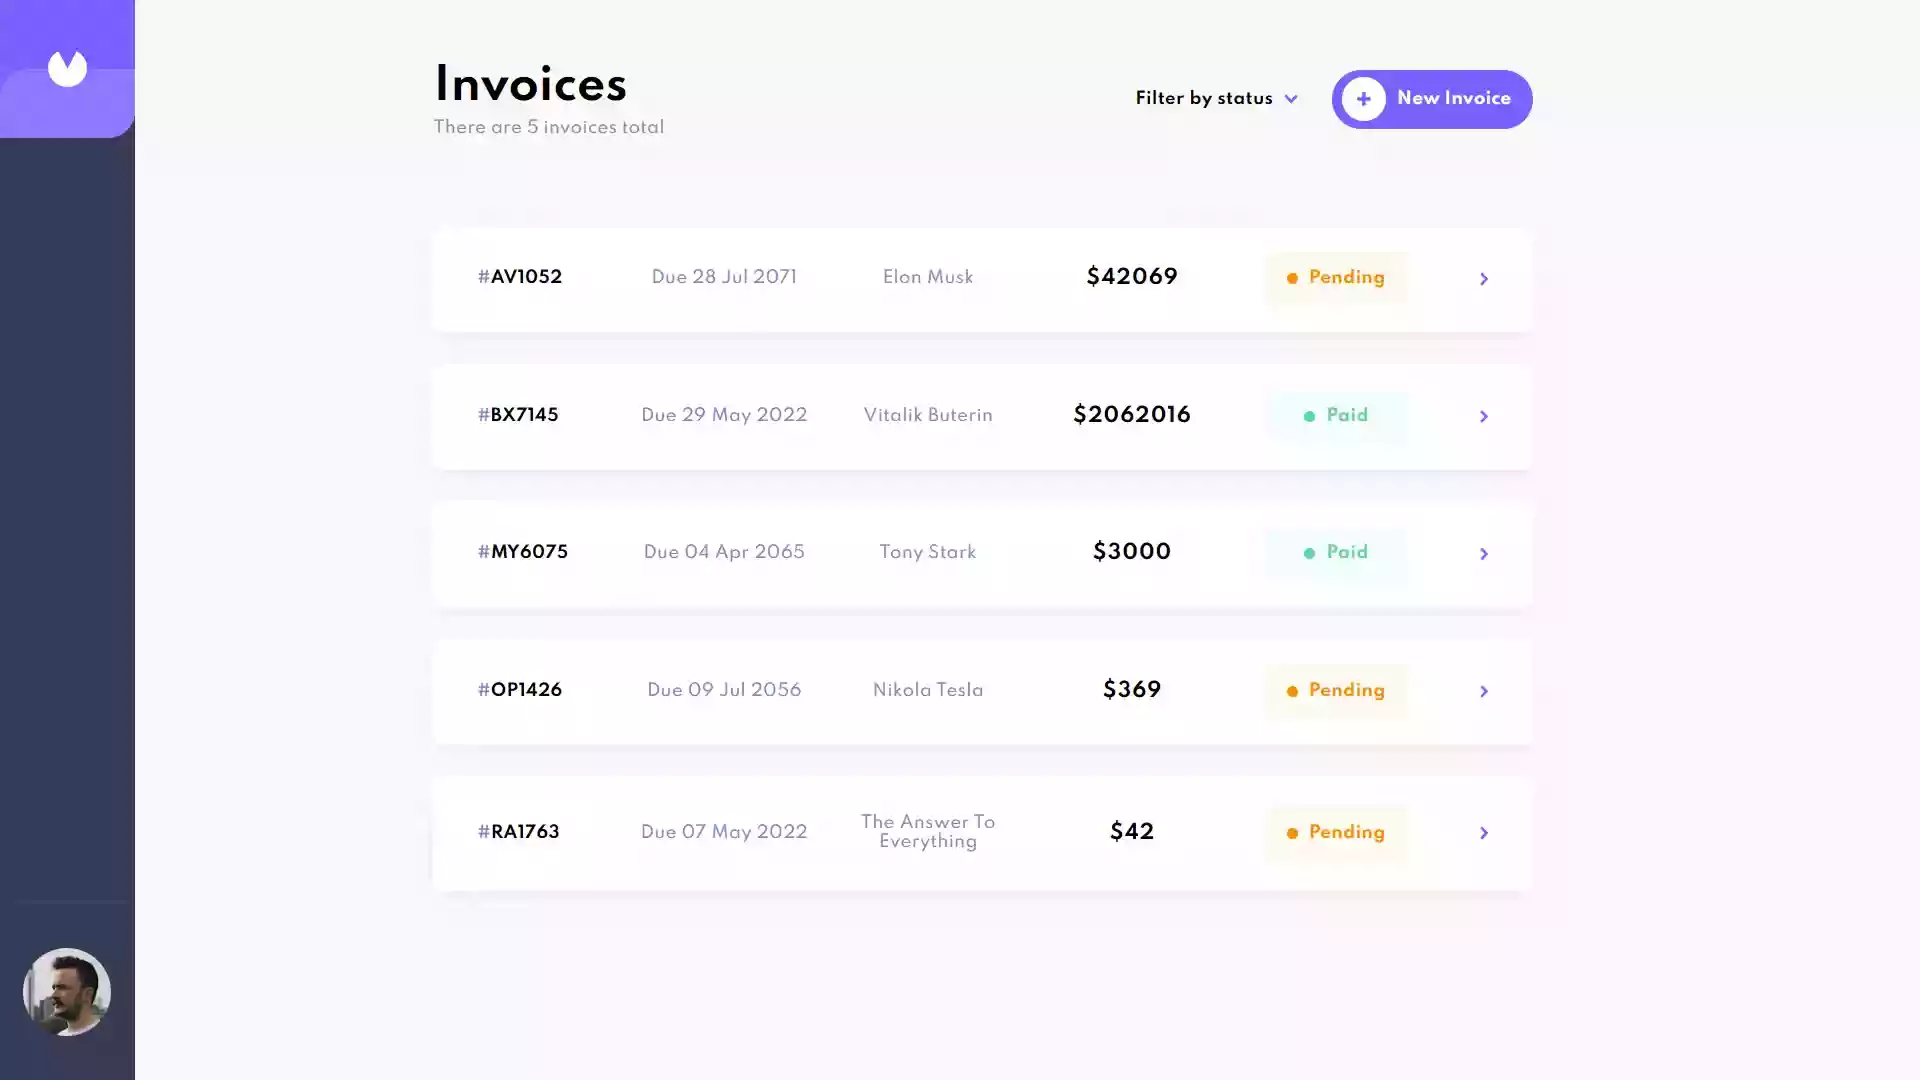 Invoices
There are 5 invoices total
Filter by status
New Invoice
#AV1052 Due 28 Jul 2071 Elon Musk $42069 Pending
#BX7145 Due 29 May 2022 Vitalik Buterin $2062016 Paid
#MY6075 Due 04 Apr 2065 Tony Stark $3000 Paid
#OP1426 Due 09 Jul 2056 Nikola Tesla $369 Pending
#RA1763 Due 07 May 2022 The Answer To
Everything $42 Pending